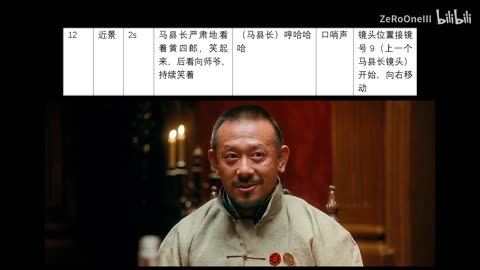 ZeRoOneIII bilibili
12 近景 2s 马县长严肃地看 （马县长）哼哈哈 口哨声 镜头位置接镜
着黄四郎，笑起 哈 号 9（上一个
来，后看向师爷， 马县长镜头）
持续笑着 开始，向右移
动